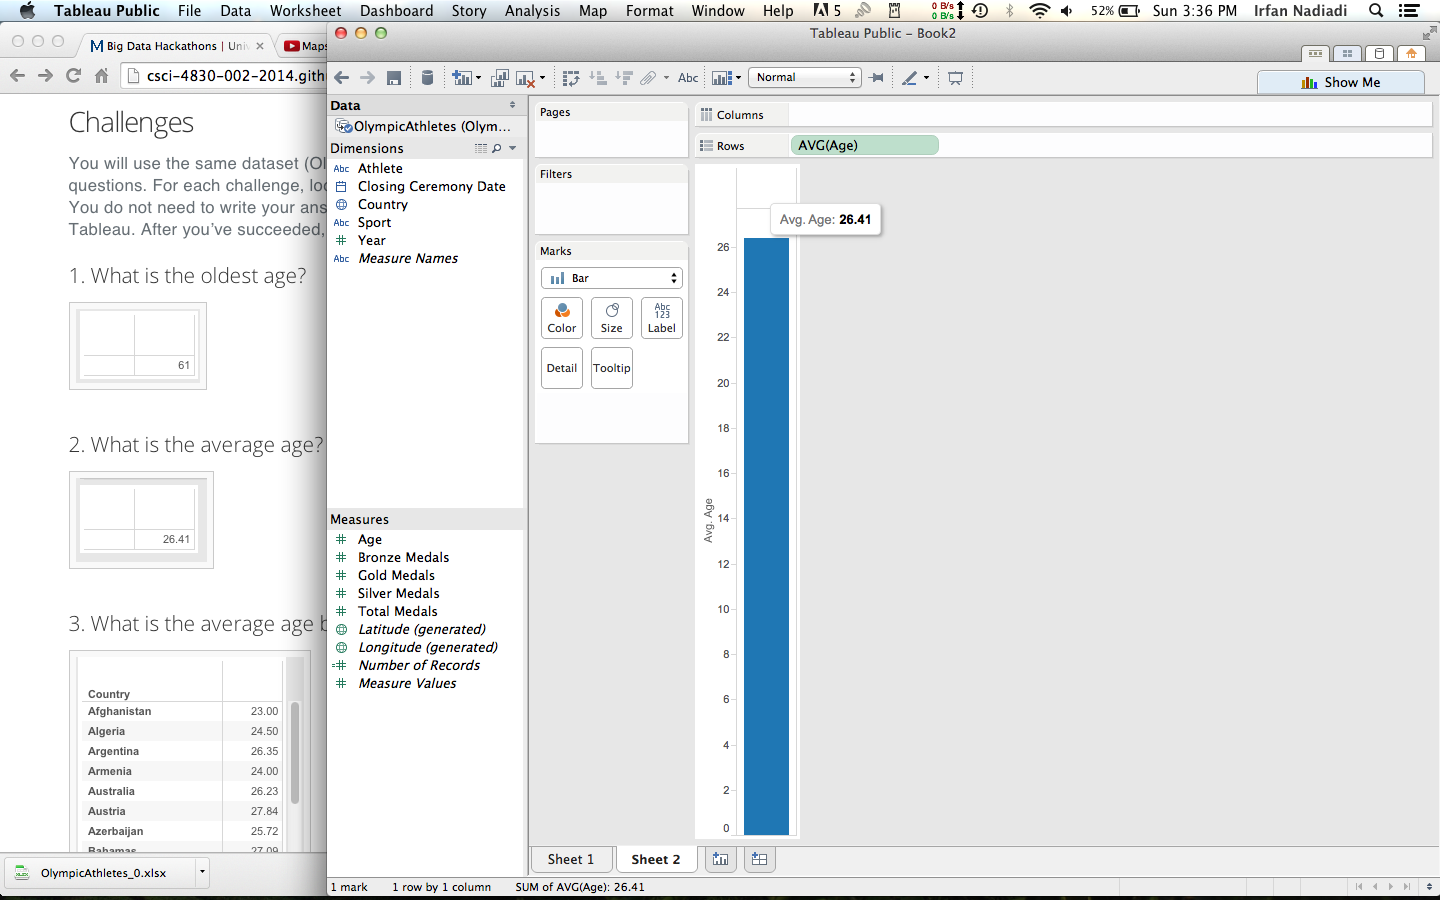 Tableau Public File Data Worksheet Dashboard Story Analysis Map Format Window Help 5 0 B/s 0 B/s 52% Sun 3:36 PM Irfan Nadiadi
Big Data Hackathons | Univ × Maps
csci-4830-002-2014.githu
Challenges
You will use the same dataset (Ol
questions. For each challenge, loo
You do not need to write your ans
Tableau. After you've succeeded,
1. What is the oldest age?
61
2. What is the average age?
26.41
3. What is the average age b
Country
Afghanistan 23.00
Algeria 24.50
Argentina 26.35
Armenia 24.00
Australia 26.23
Austria 27.84
Azerbaijan 25.72
Bahamas 27.09
OlympicAthletes_0.xlsx
Tableau Public - Book2
Abc Normal
Show Me
Data
OlympicAthletes (Olym...
Dimensions
Abc Athlete
Closing Ceremony Date
Country
Abc Sport
Year
Abc Measure Names
Measures
Age
Bronze Medals
Gold Medals
Silver Medals
Total Medals
Latitude (generated)
Longitude (generated)
Number of Records
Measure Values
Pages
Filters
Marks
Bar
Color Size Abc 123 Label
Detail Tooltip
Columns
Rows AVG(Age)
Avg. Age: 26.41
26
24
22
20
18
16
14
12
10
8
6
4
2
0
Avg. Age
Sheet 1 Sheet 2
1 mark 1 row by 1 column SUM of AVG(Age): 26.41